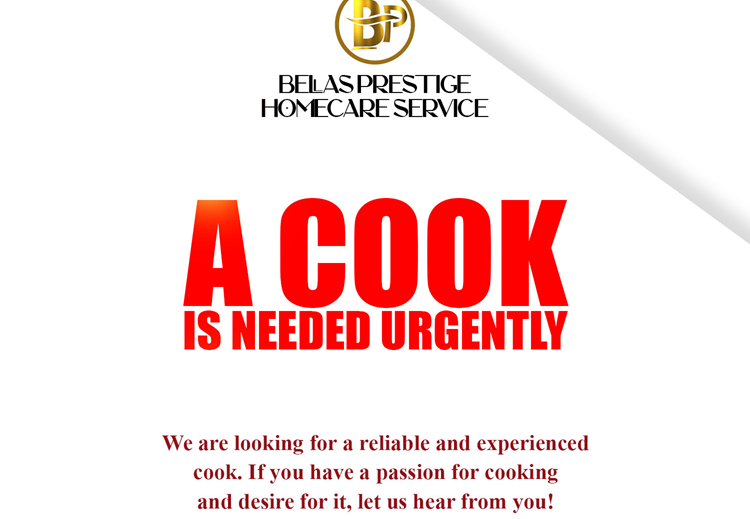 BP
BELLAS PRESTIGE
HOMECARE SERVICE
A COOK
IS NEEDED URGENTLY
We are looking for a reliable and experienced
cook. If you have a passion for cooking
and desire for it, let us hear from you!